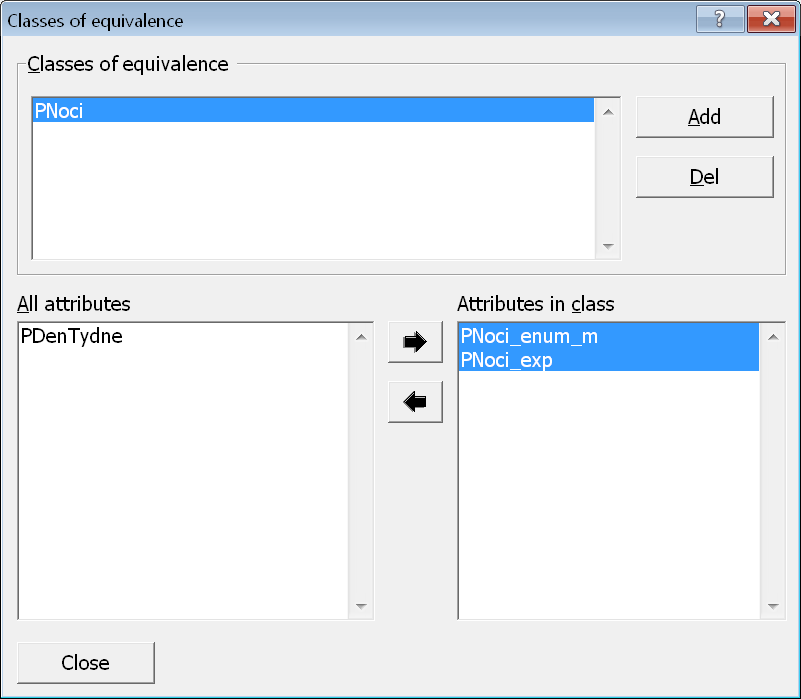 Classes of equivalence
?
Classes of equivalence
PNoci
Add
Del
All attributes
Attributes in class
PDenTydne
PNoci_enum_m
PNoci_exp
Close